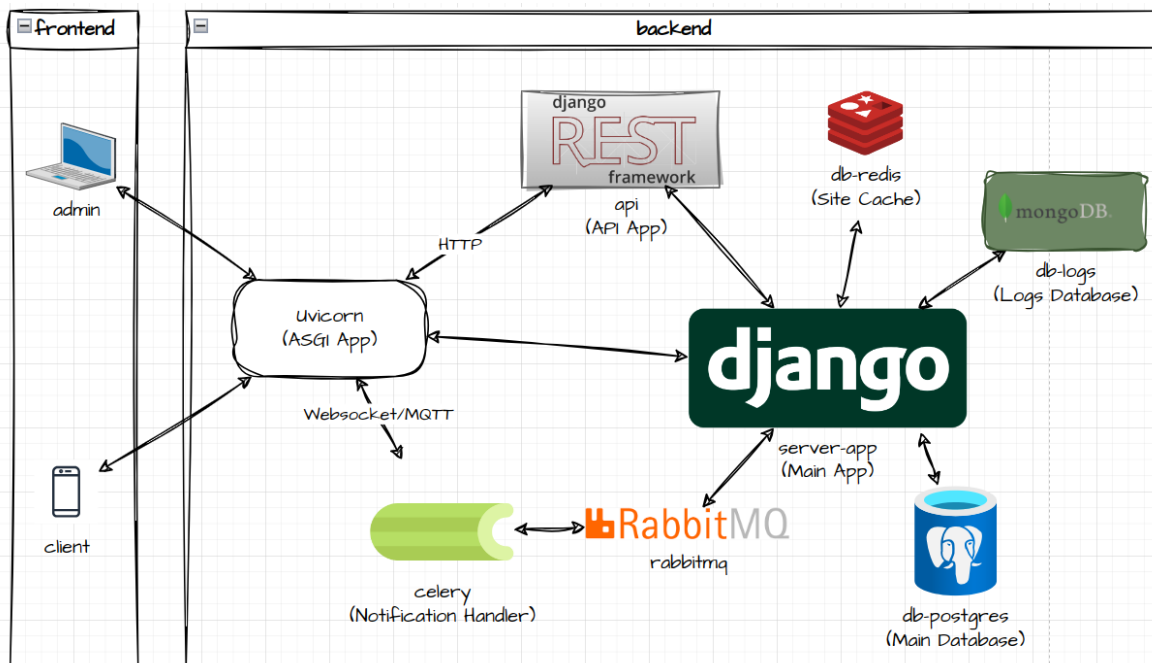 frontend
backend
admin
client
Uvicorn
(ASGI App)
HTTP
Websocket/MQTT
django
REST
framework
api
(API App)
db-redis
(Site Cache)
mongoDB
db-logs
(Logs Database)
django
server-app
(Main App)
celery
(Notification Handler)
RabbitMQ
rabbitmq
db-postgres
(Main Database)